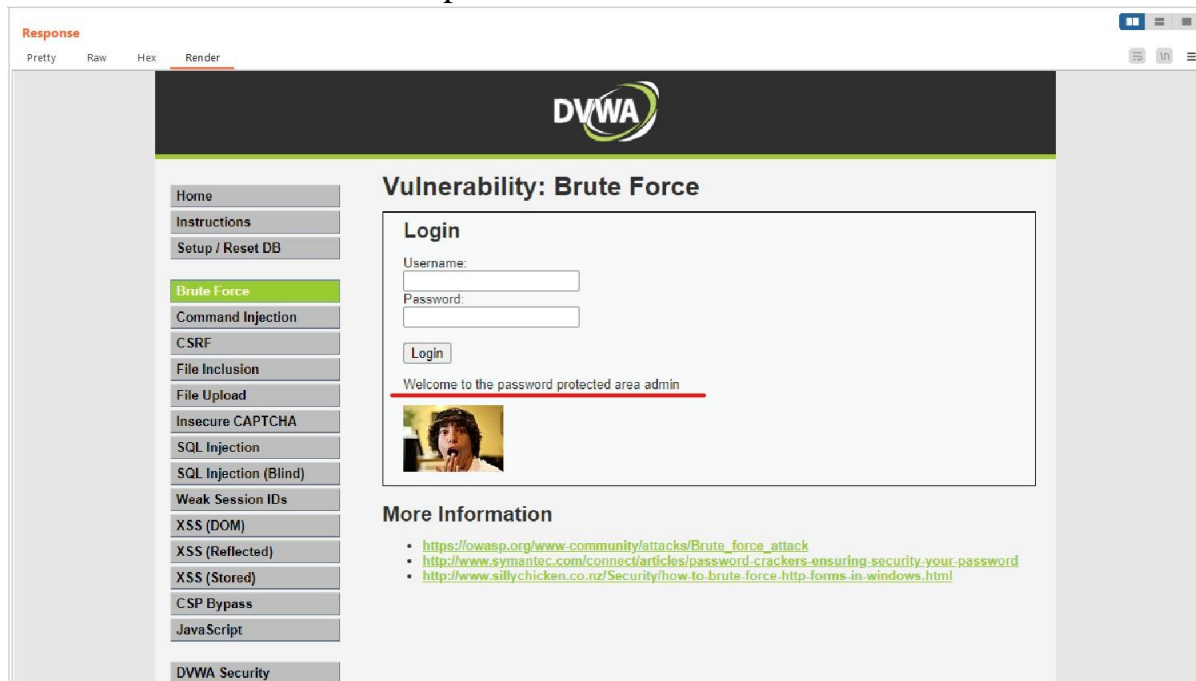 Response
Pretty Raw Hex Render
\n
DVWA
Home
Instructions
Setup / Reset DB
Brute Force
Command Injection
CSRF
File Inclusion
File Upload
Insecure CAPTCHA
SQL Injection
SQL Injection (Blind)
Weak Session IDs
XSS (DOM)
XSS (Reflected)
XSS (Stored)
CSP Bypass
JavaScript
DVWA Security
Vulnerability: Brute Force
Login
Username:
Password:
Login
Welcome to the password protected area admin
More Information
https://owasp.org/www-community/attacks/Brute_force_attack
http://www.symantec.com/connect/articles/password-crackers-ensuring-security-your-password
http://www.sillychicken.co.nz/Security/how-to-brute-force-http-forms-in-windows.html